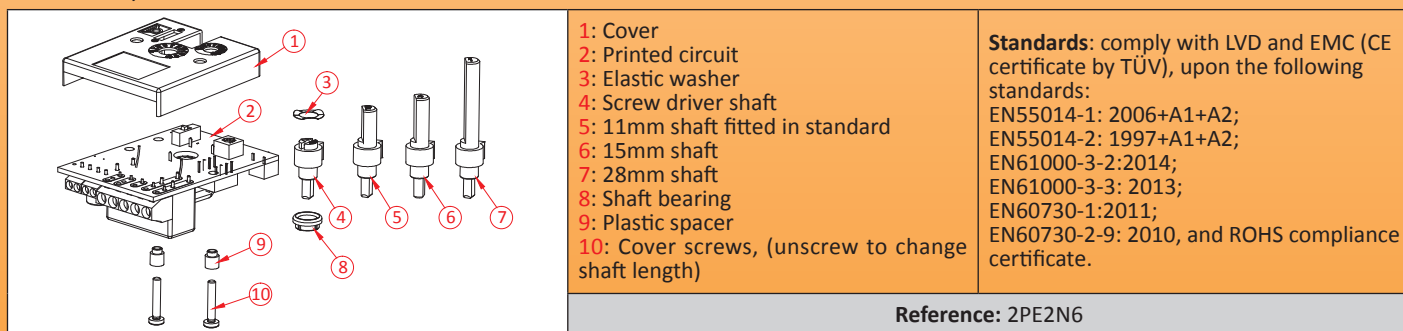 1
2
3
4
5
6
7
8
9
10
1: Cover
2: Printed circuit
3: Elastic washer
4: Screw driver shaft
5: 11mm shaft fitted in standard
6: 15mm shaft
7: 28mm shaft
8: Shaft bearing
9: Plastic spacer
10: Cover screws, (unscrew to change
shaft length)
Standards: comply with LVD and EMC (CE
certificate by TÜV), upon the following
standards:
EN55014-1: 2006+A1+A2;
EN55014-2: 1997+A1+A2;
EN61000-3-2:2014;
EN61000-3-3: 2013;
EN60730-1:2011;
EN60730-2-9: 2010, and ROHS compliance
certificate.
Reference: 2PE2N6